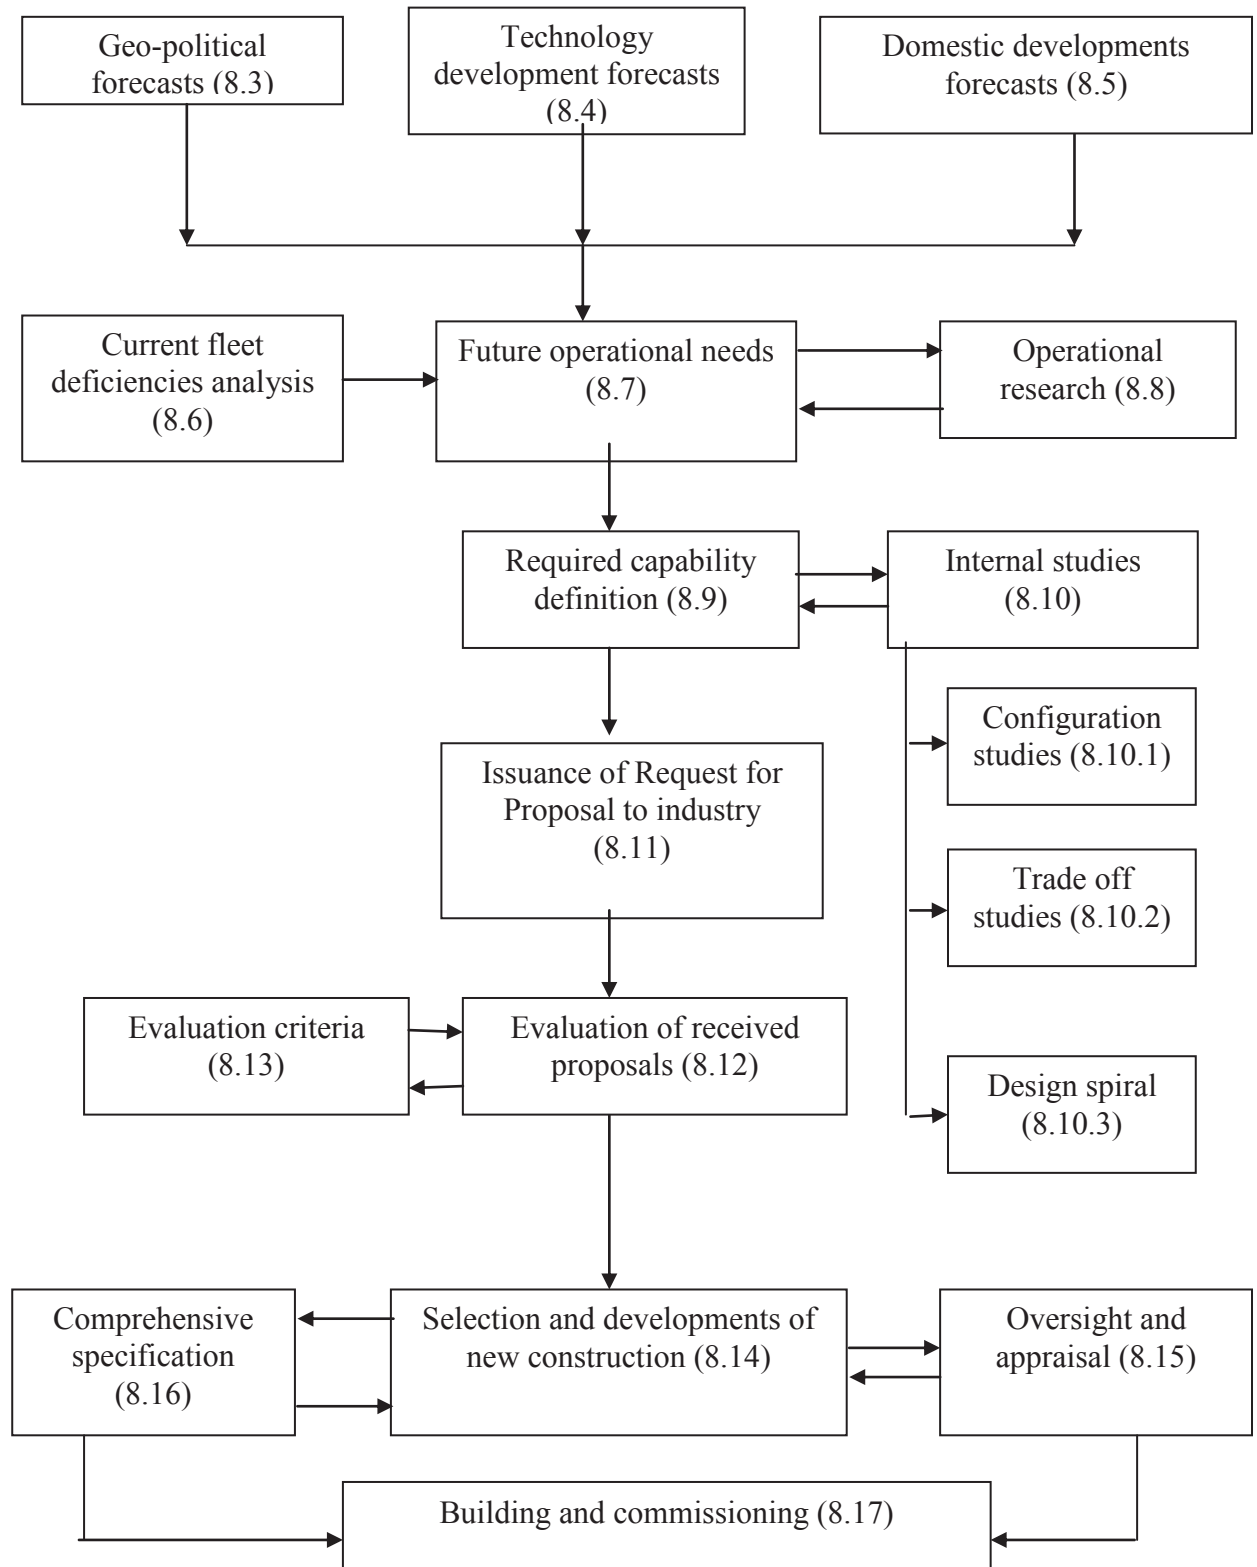 Geo-political
forecasts (8.3)
Technology
development forecasts
(8.4)
Domestic developments
forecasts (8.5)
Current fleet
deficiencies analysis
(8.6)
Future operational needs
(8.7)
Operational
research (8.8)
Required capability
definition (8.9)
Internal studies
(8.10)
Configuration
studies (8.10.1)
Issuance of Request for
Proposal to industry
(8.11)
Trade off
studies (8.10.2)
Evaluation criteria
(8.13)
Evaluation of received
proposals (8.12)
Design spiral
(8.10.3)
Comprehensive
specification
(8.16)
Selection and developments of
new construction (8.14)
Oversight and
appraisal (8.15)
Building and commissioning (8.17)